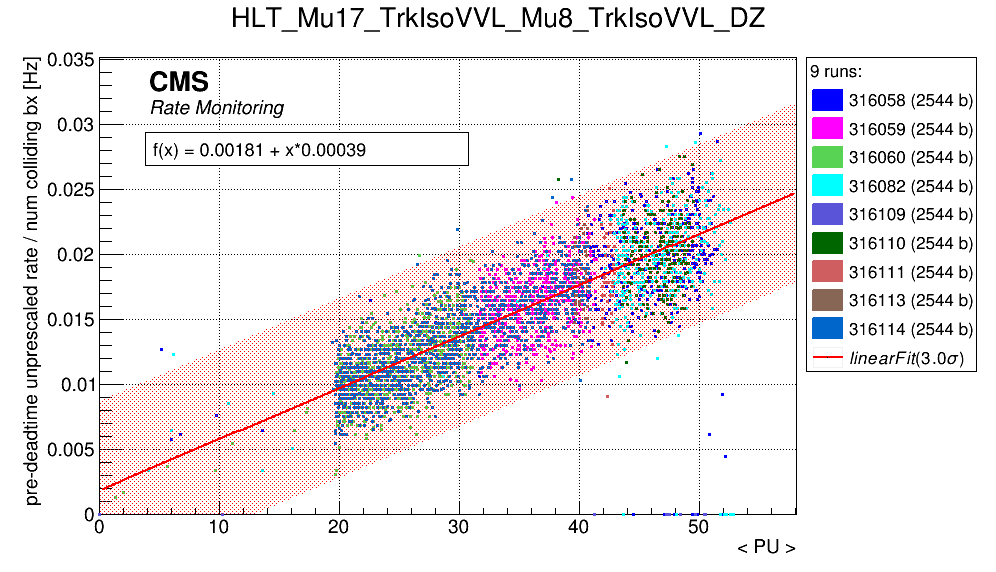 HLT_Mu17_TrkIsoVVL_Mu8_TrkIsoVVL_DZ
pre-deadtime unprescaled rate / num colliding bx [Hz]
0.035
0.03
0.025
0.02
0.015
0.01
0.005
0
CMS
Rate Monitoring
f(x) = 0.00181 + x*0.00039
0
10
20
30
40
50
< PU >
9 runs:
316058 (2544 b)
316059 (2544 b)
316060 (2544 b)
316082 (2544 b)
316109 (2544 b)
316110 (2544 b)
316111 (2544 b)
316113 (2544 b)
316114 (2544 b)
linearFit(3.0σ)